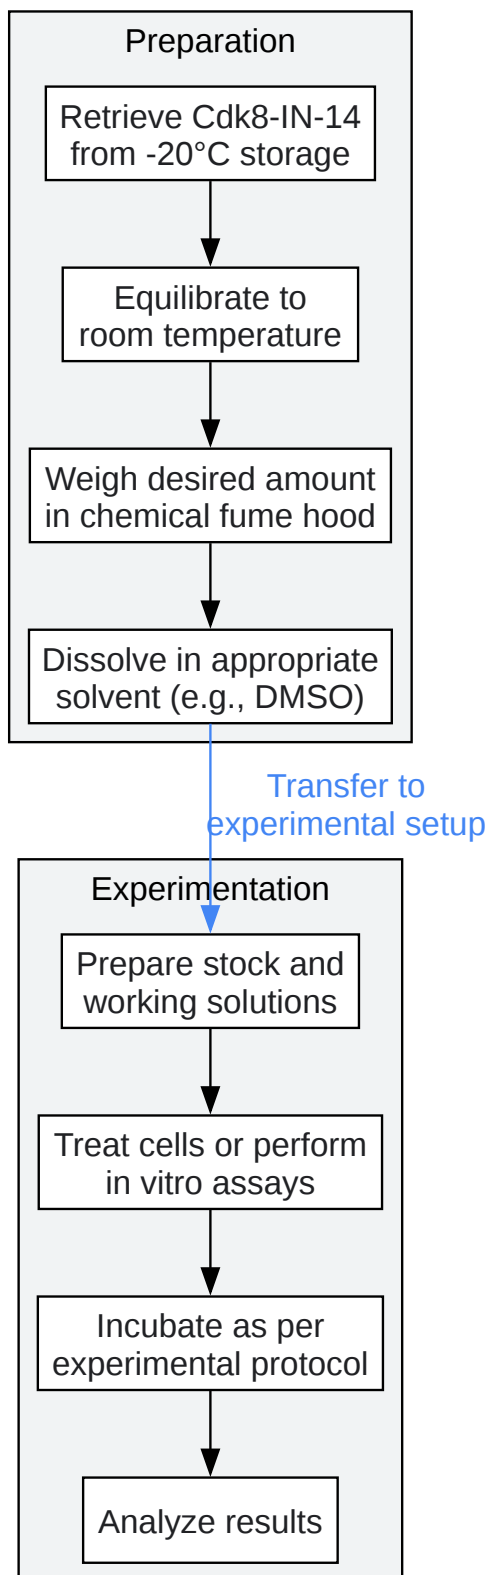 Preparation
Retrieve Cdk8-IN-14
from -20°C storage
Equilibrate to
room temperature
Weigh desired amount
in chemical fume hood
Dissolve in appropriate
solvent (e.g., DMSO)
Transfer to
experimental setup
Experimentation
Prepare stock and
working solutions
Treat cells or perform
in vitro assays
Incubate as per
experimental protocol
Analyze results